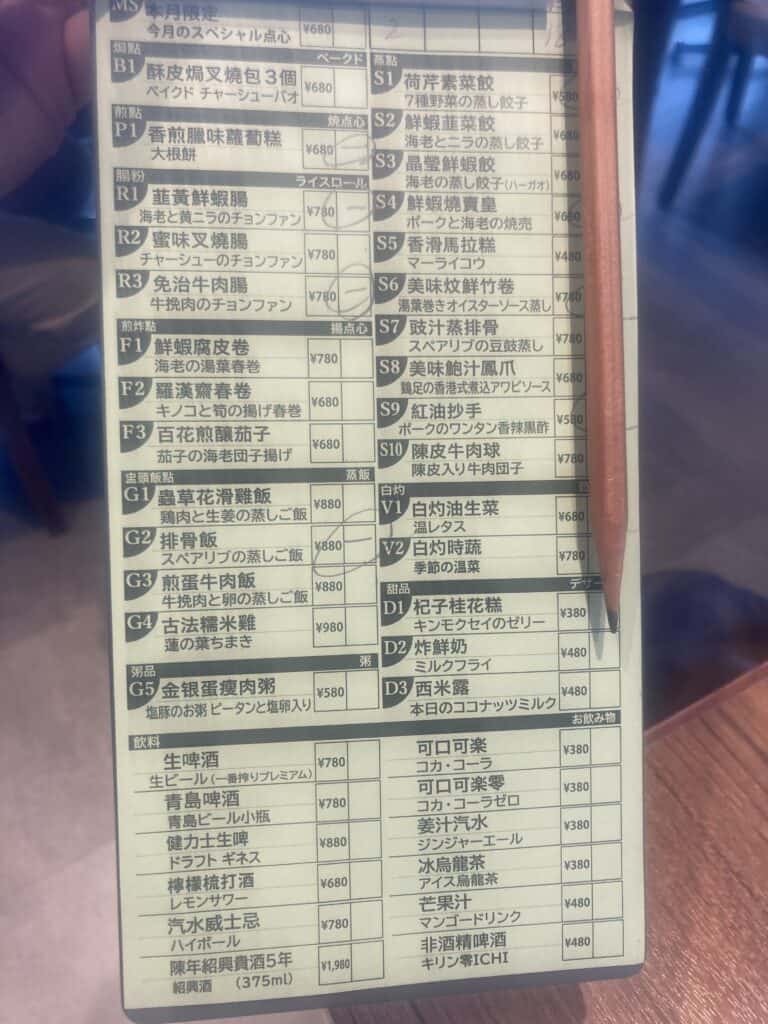 MS 本月限定
今月のスペシャル点心 ¥680 2
焗點 ベークド
B1 酥皮焗叉燒包3個
ベイクド チャーシューバオ ¥680
煎點 焼点心
P1 香煎臘味蘿蔔糕
大根餅 ¥680
腸粉 ライスロール
R1 韮黃鮮蝦腸
海老と黄ニラのチョンファン ¥780
R2 蜜味叉燒腸
チャーシューのチョンファン ¥780
R3 免治牛肉腸
牛挽肉のチョンファン ¥780
煎炸點 揚点心
F1 鮮蝦腐皮卷
海老の湯葉春巻 ¥780
F2 羅漢齋春卷
キノコと筍の揚げ春巻 ¥680
F3 百花煎釀茄子
茄子の海老団子揚げ ¥680
盅頭飯點 蒸飯
G1 蟲草花滑雞飯
鶏肉と生姜の蒸しご飯 ¥880
G2 排骨飯
スペアリブの蒸しご飯 ¥880
G3 煎蛋牛肉飯
牛挽肉と卵の蒸しご飯 ¥880
G4 古法糯米雞
蓮の葉ちまき ¥980
粥品 粥
G5 金银蛋瘦肉粥
塩豚のお粥 ピータンと塩卵入り ¥580
蒸點
S1 荷芹素菜餃
7種野菜の蒸し餃子 ¥580
S2 鮮蝦韮菜餃
海老とニラの蒸し餃子 ¥680
S3 晶瑩鮮蝦餃
海老の蒸し餃子(ハーガオ) ¥680
S4 鮮蝦燒賣皇
ポークと海老の焼売
S5 香滑馬拉糕
マーライコウ ¥480
S6 美味炆鮮竹卷
湯葉巻きオイスターソース蒸し
S7 豉汁蒸排骨
スペアリブの豆鼓蒸し ¥780
S8 美味鮑汁鳳爪
鶏足の香港式煮込アワビソース ¥680
S9 紅油抄手
ポークのワンタン香辣黒酢 ¥580
S10 陳皮牛肉球
陳皮入り牛肉団子 ¥780
白灼
V1 白灼油生菜
温レタス ¥680
V2 白灼時蔬
季節の温菜 ¥780
甜品 デザー
D1 杞子桂花糕
キンモクセイのゼリー ¥380
D2 炸鮮奶
ミルクフライ ¥480
D3 西米露
本日のココナッツミルク ¥480
飲料 お飲み物
生啤酒
生ビール(一番搾りプレミアム) ¥780
青島啤酒
青島ビール小瓶 ¥780
健力士生啤
ドラフト ギネス ¥880
檸檬梳打酒
レモンサワー ¥680
汽水威士忌
ハイボール ¥780
陳年紹興貴酒5年
紹興酒 (375ml) ¥1,980
可口可楽
コカ・コーラ ¥380
可口可楽零
コカ・コーラゼロ ¥380
姜汁汽水
ジンジャーエール ¥380
冰烏龍茶
アイス烏龍茶 ¥380
芒果汁
マンゴードリンク ¥480
非酒精啤酒
キリン零ICHI ¥480